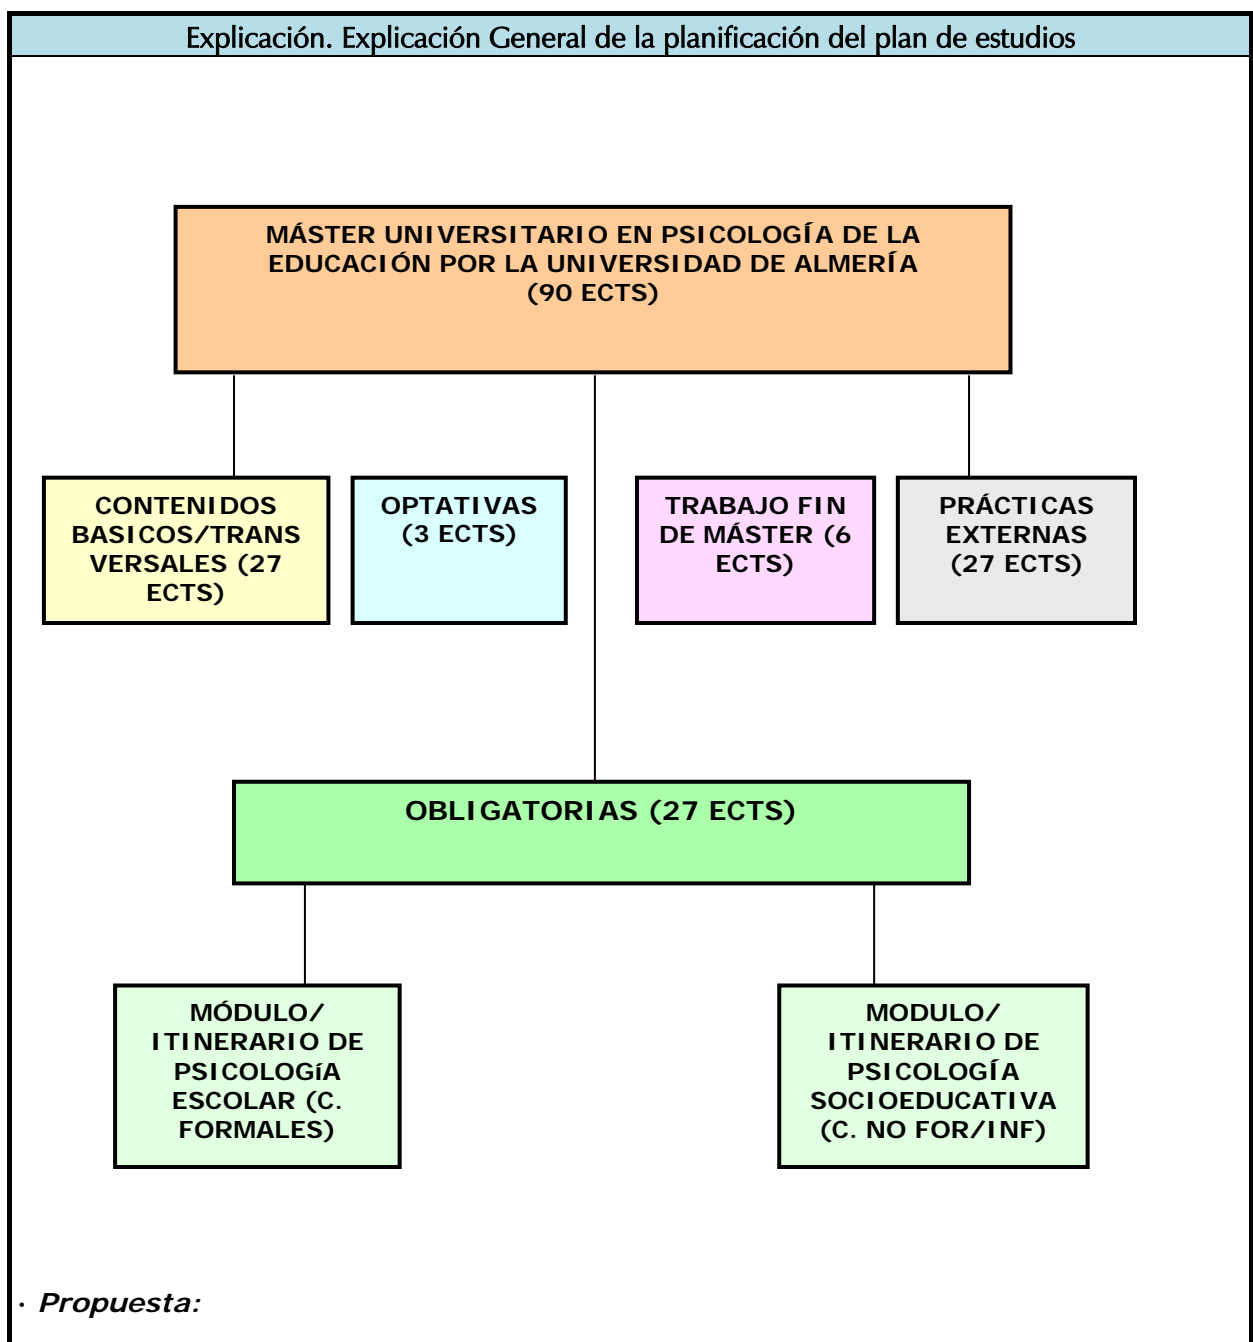 Explicación. Explicación General de la planificación del plan de estudios
MÁSTER UNIVERSITARIO EN PSICOLOGÍA DE LA
EDUCACIÓN POR LA UNIVERSIDAD DE ALMERÍA
(90 ECTS)
CONTENIDOS
BASICOS/TRANS
VERSALES (27
ECTS)
OPTATIVAS
(3 ECTS)
TRABAJO FIN
DE MÁSTER (6
ECTS)
PRÁCTICAS
EXTERNAS
(27 ECTS)
OBLIGATORIAS (27 ECTS)
MÓDULO/
ITINERARIO DE
PSICOLOGíA
ESCOLAR (C.
FORMALES)
MODULO/
ITINERARIO DE
PSICOLOGÍA
SOCIOEDUCATIVA
(C. NO FOR/INF)
· Propuesta: